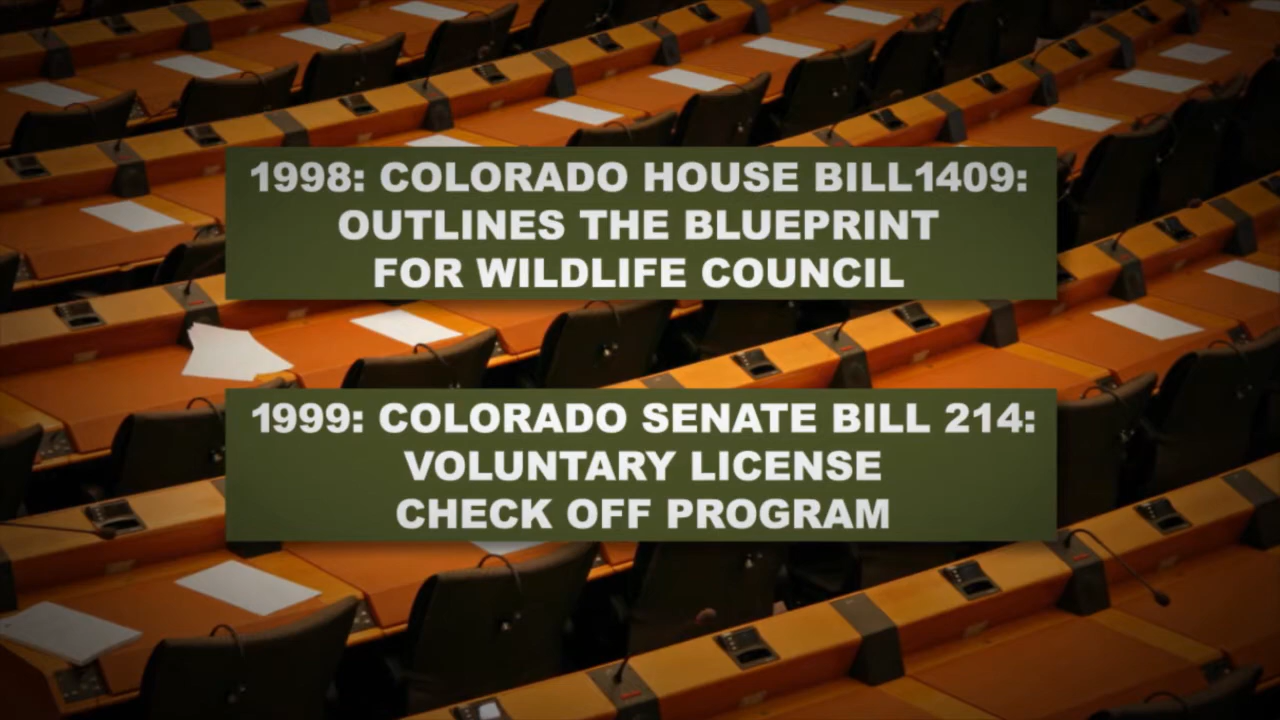 1998: COLORADO HOUSE BILL1409:
OUTLINES THE BLUEPRINT
FOR WILDLIFE COUNCIL
1999: COLORADO SENATE BILL 214:
VOLUNTARY LICENSE
CHECK OFF PROGRAM